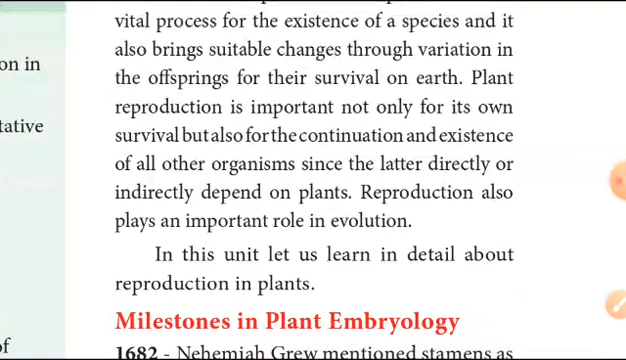 vital process for the existence of a species and it
also brings suitable changes through variation in
the offsprings for their survival on earth. Plant
reproduction is important not only for its own
survival but also for the continuation and existence
of all other organisms since the latter directly or
indirectly depend on plants. Reproduction also
plays an important role in evolution.
In this unit let us learn in detail about
reproduction in plants.
Milestones in Plant Embryology
1682 - Nehemiah Grew mentioned stamens as
on in
tative
of